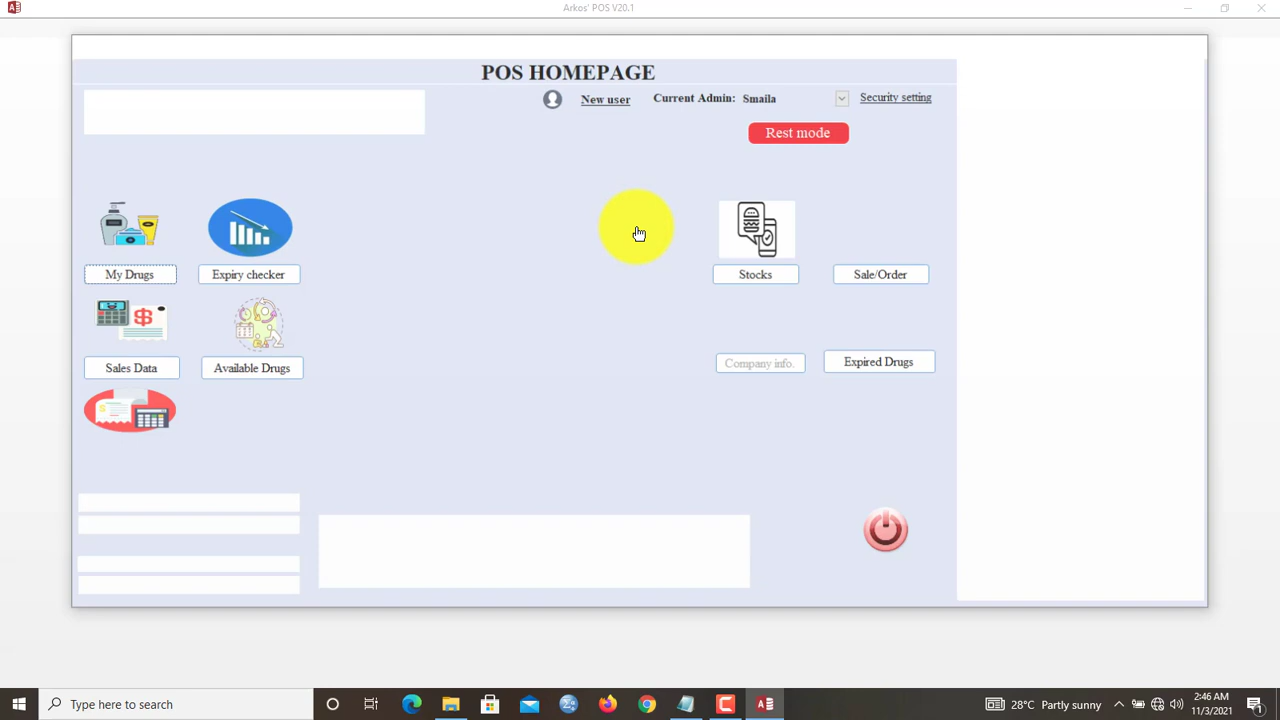 Arkos' POS V20.1
POS HOMEPAGE
New user
Current Admin: Smaila
Security setting
Rest mode
My Drugs
Expiry checker
Stocks
Sale/Order
Sales Data
Available Drugs
Company info.
Expired Drugs
Type here to search
28°C Partly sunny
2:46 AM
11/3/2021